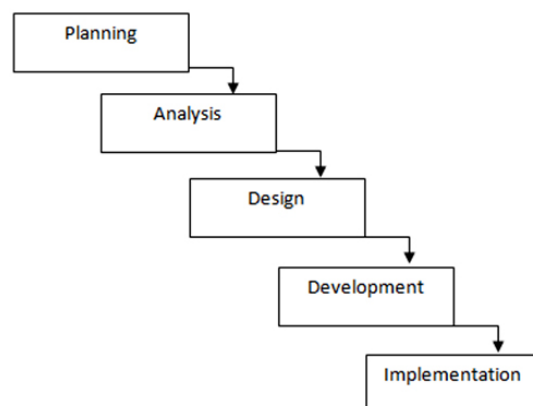 Planning
Analysis
Design
Development
Implementation